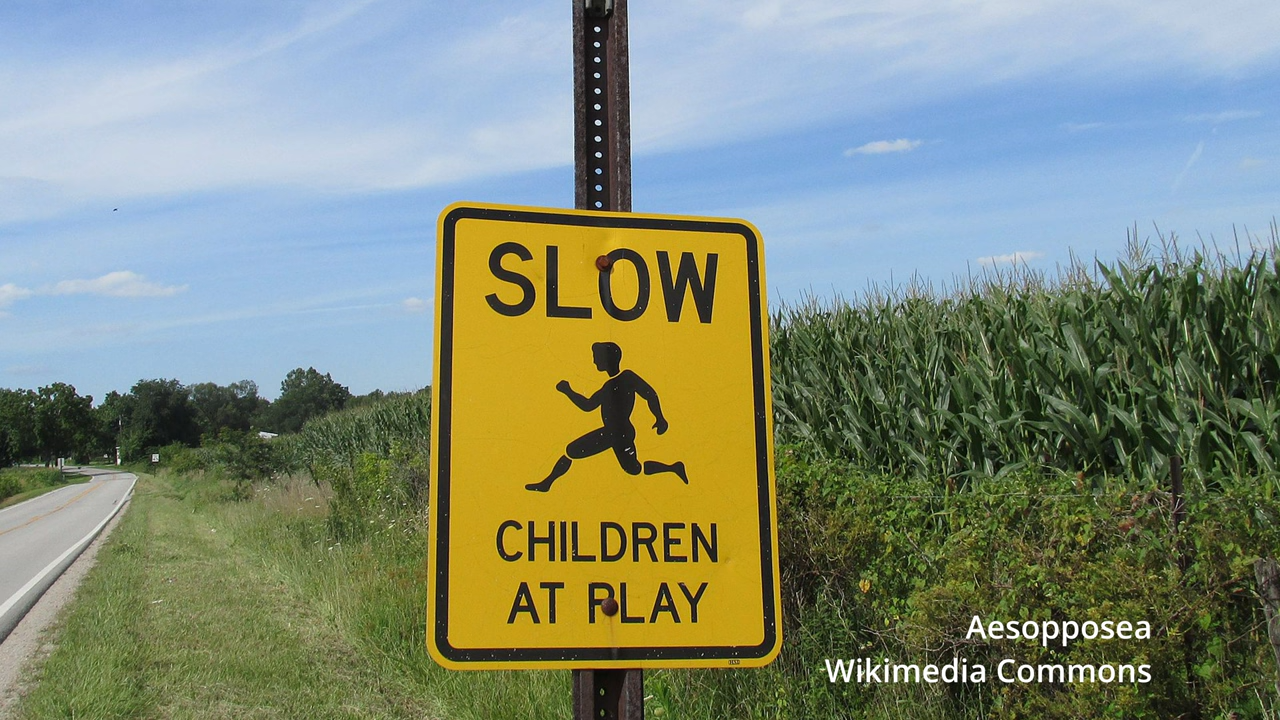 SLOW
CHILDREN
AT PLAY
Aesopposea
Wikimedia Commons